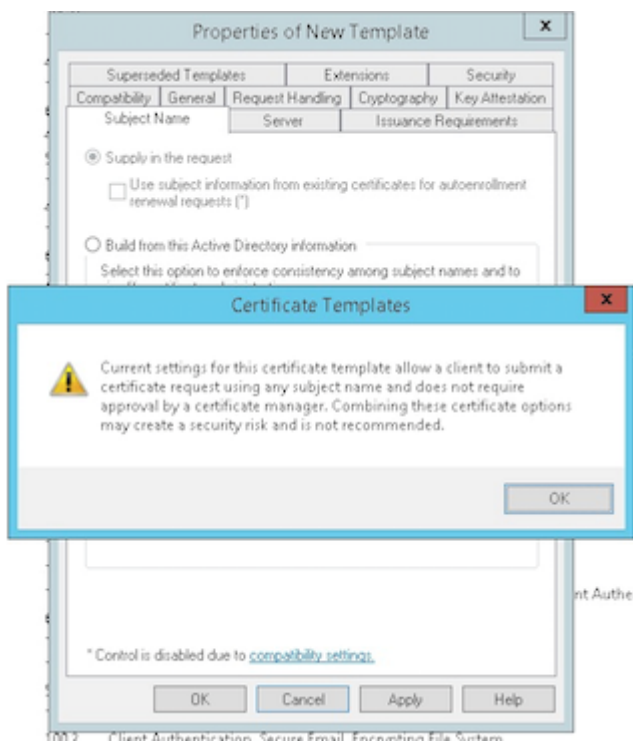 Properties of New Template
x
Superseded Templates Extensions Security
Compatibility General Request Handling Cryptography Key Attestation
Subject Name Server Issuance Requirements
Supply in the request
Use subject information from existing certificates for autoenrollment
renewal requests (*)
Build from this Active Directory information
Select this option to enforce consistency among subject names and to
Certificate Templates
x
Current settings for this certificate template allow a client to submit a
certificate request using any subject name and does not require
approval by a certificate manager. Combining these certificate options
may create a security risk and is not recommended.
OK
nt Authe
* Control is disabled due to compatibility settings.
OK Cancel Apply Help
100.2 Client Authentication, Secure Email, Encrypting File System